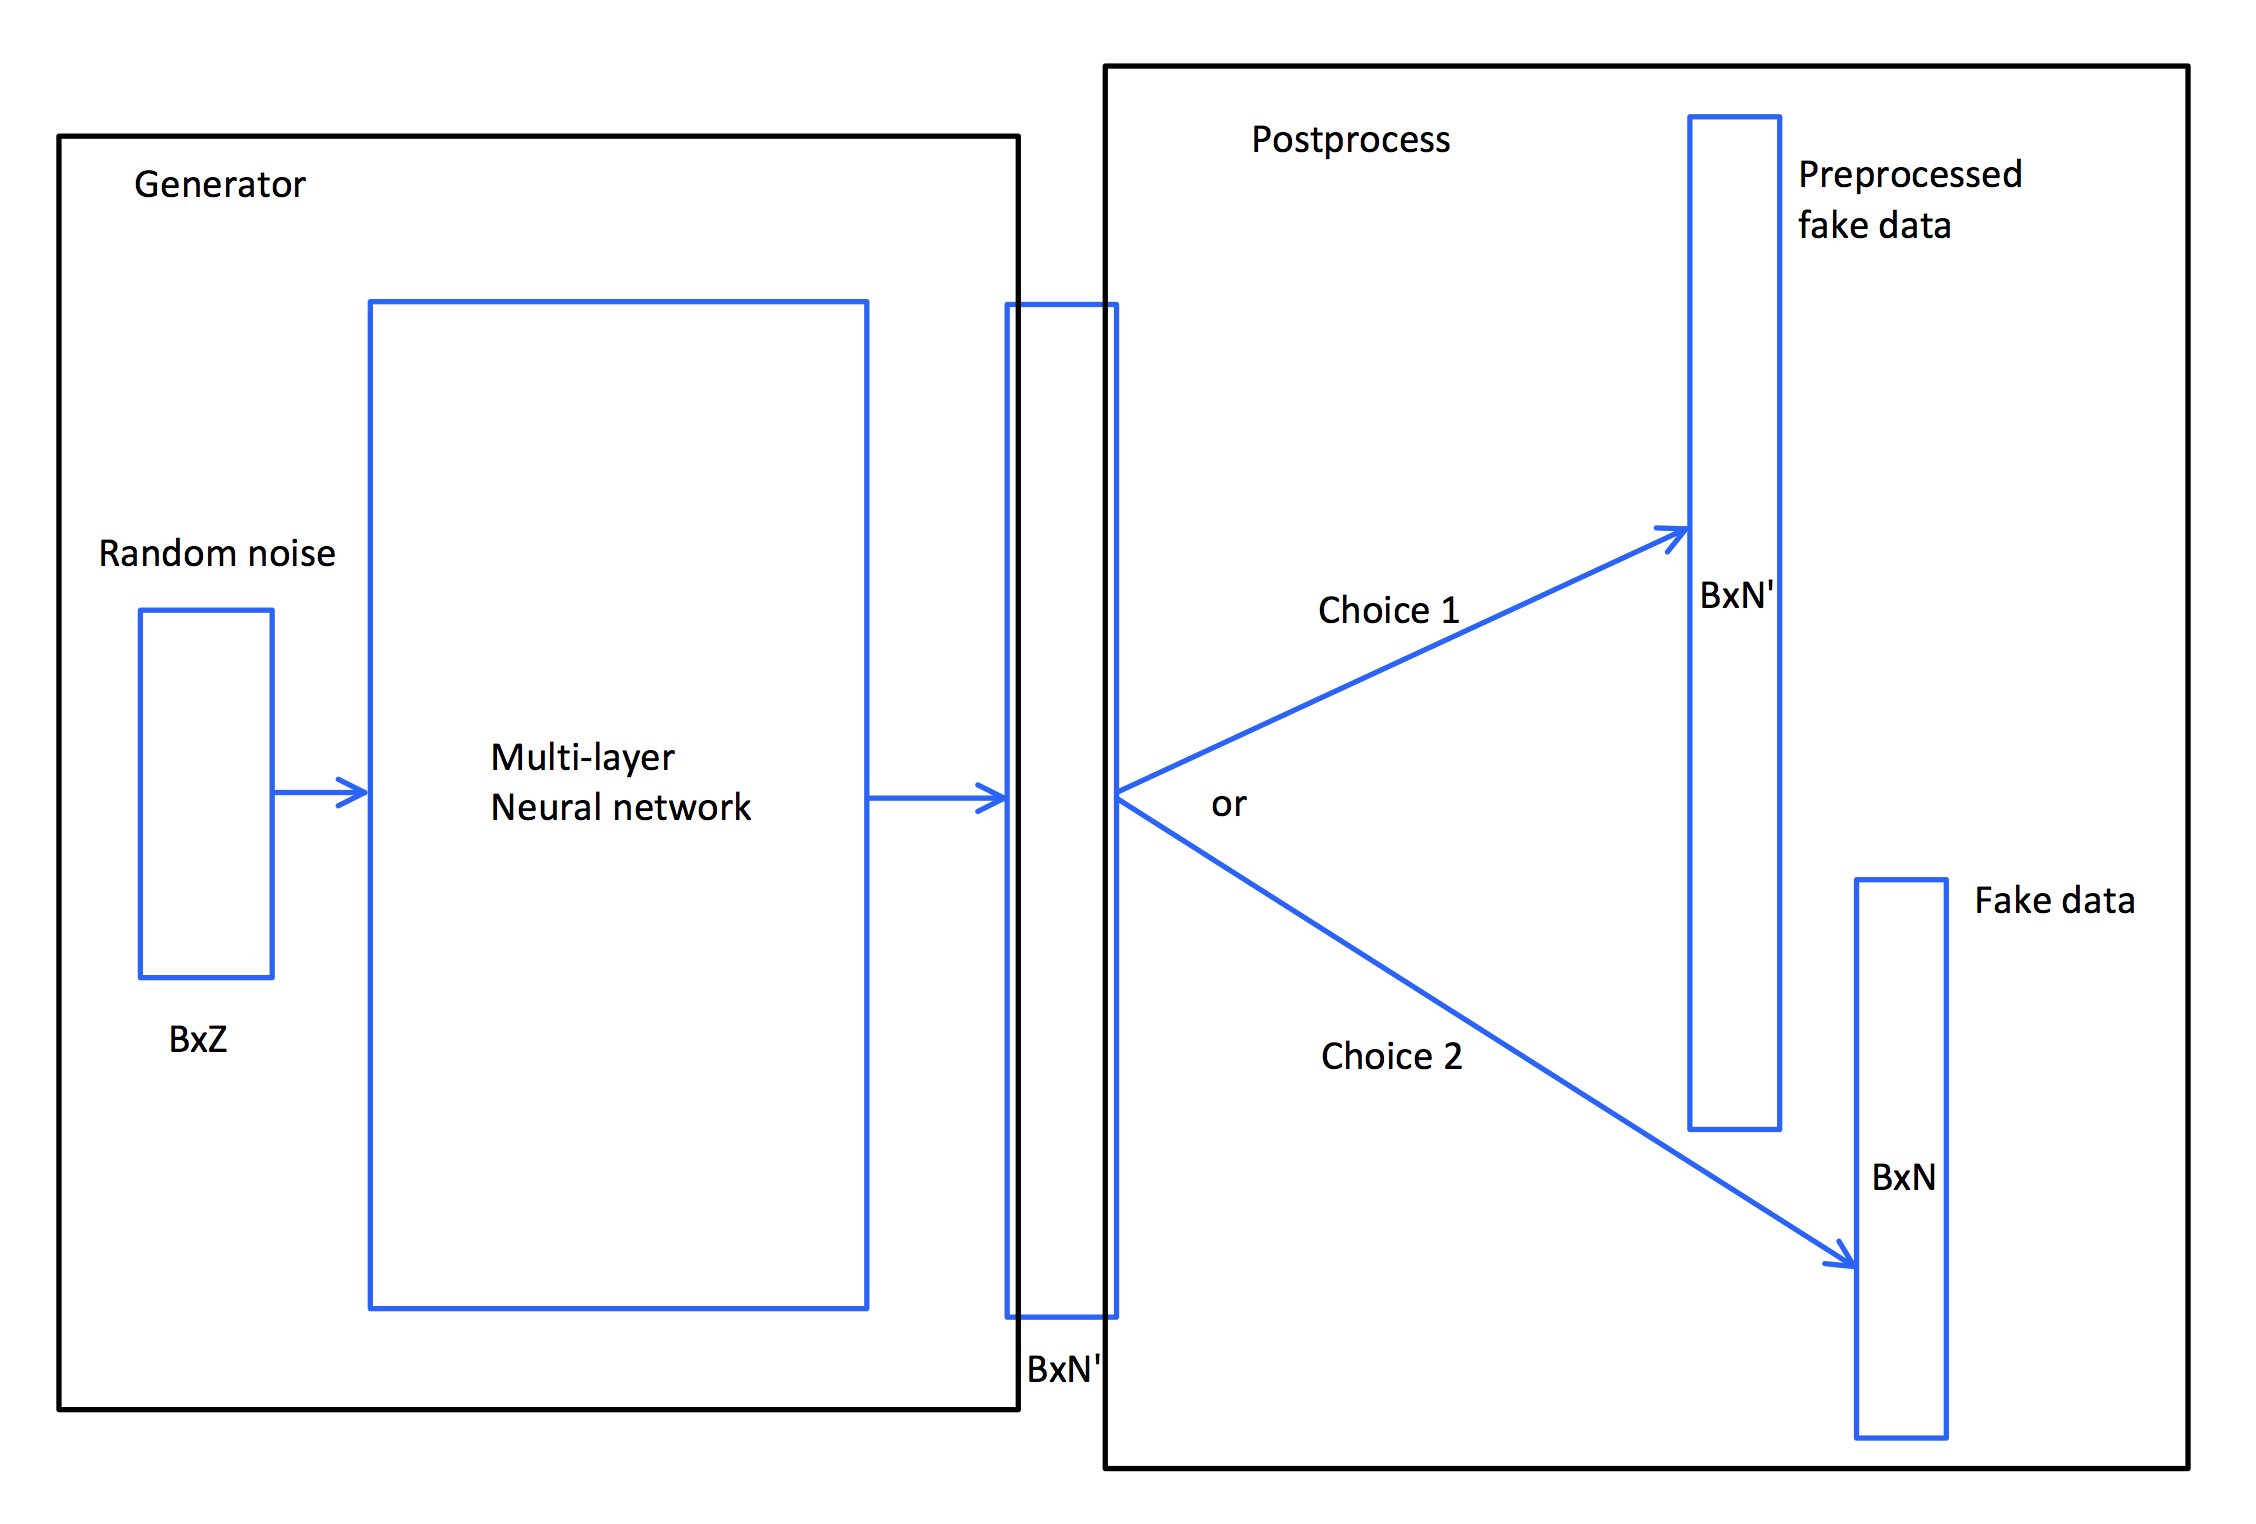 Generator
Random noise
BxZ
Multi-layer
Neural network
BxN'
Postprocess
Choice 1
or
Choice 2
Preprocessed
fake data
BxN'
Fake data
BxN